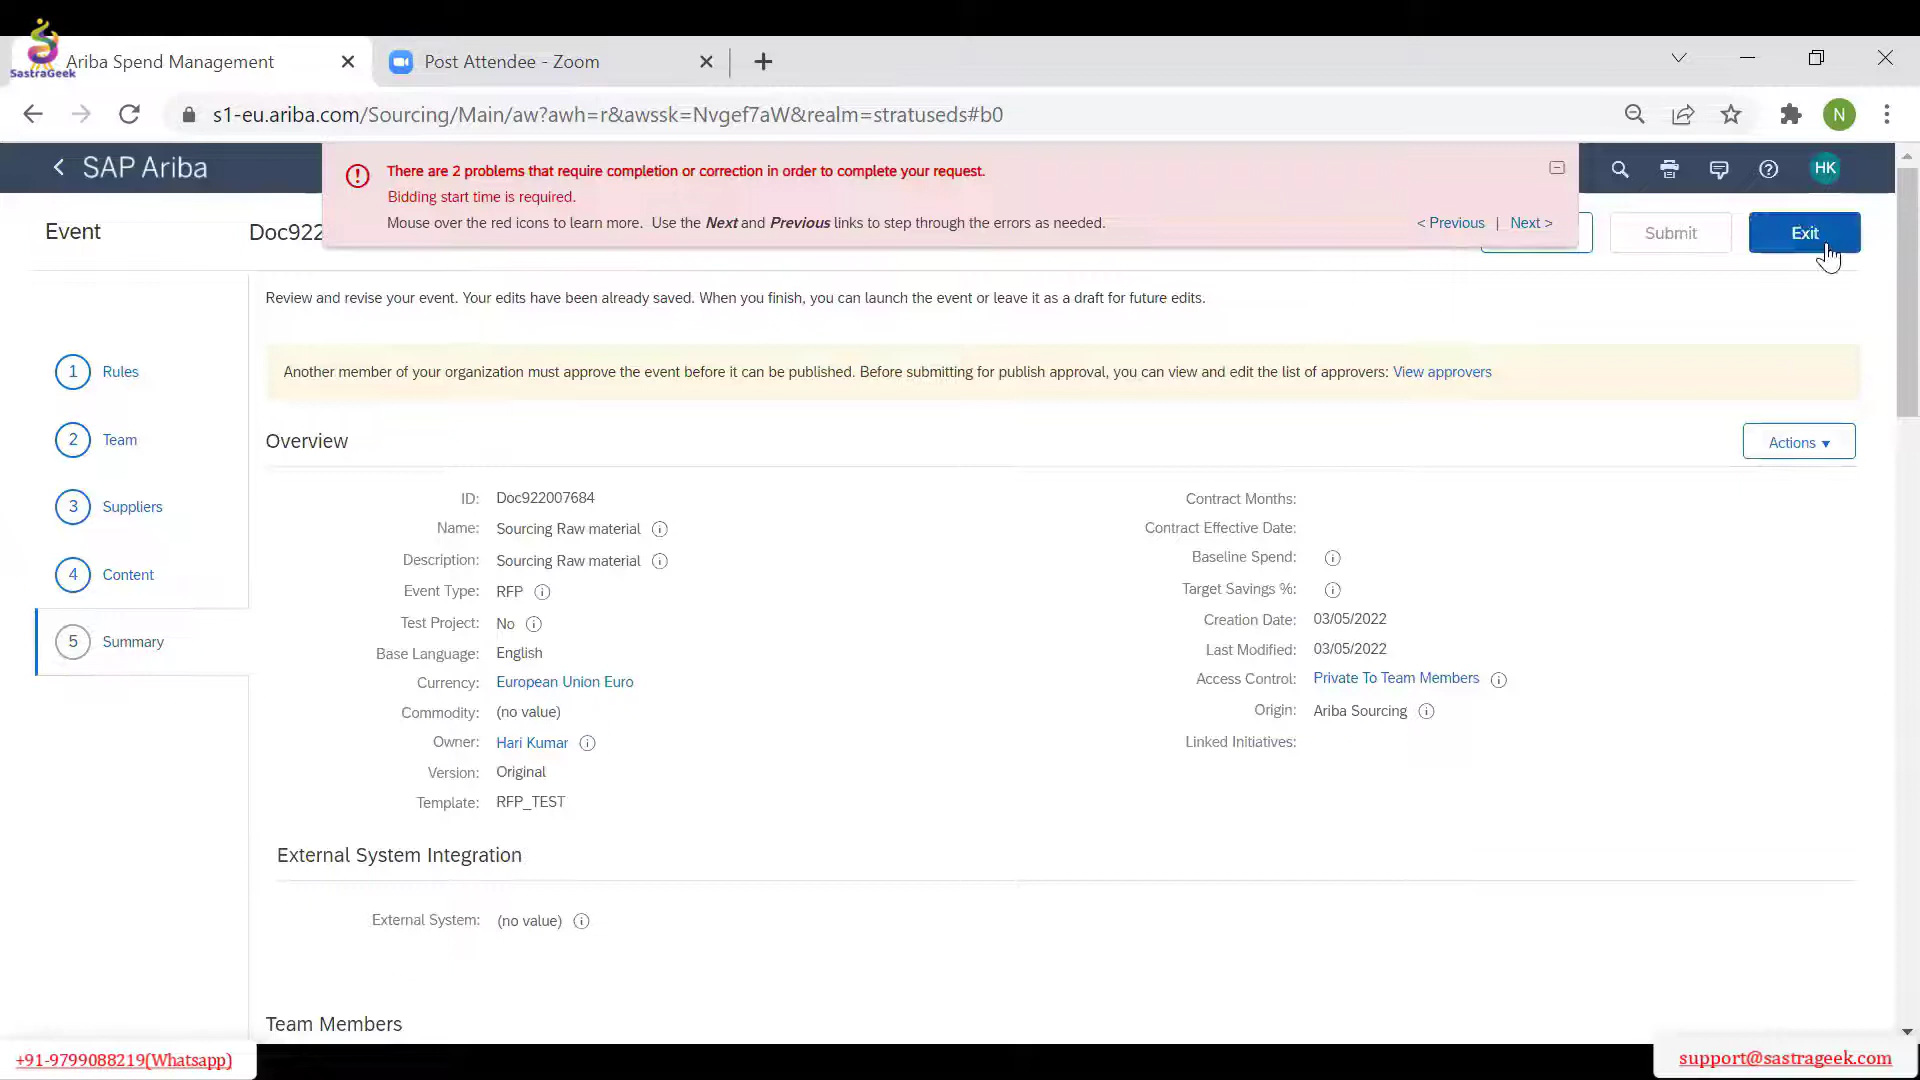 SastraGeek
Ariba Spend Management
Post Attendee - Zoom
s1-eu.ariba.com/Sourcing/Main/aw?awh=r&awssk=Nvgef7aW&realm=stratuseds#b0
N
SAP Ariba
There are 2 problems that require completion or correction in order to complete your request.
Bidding start time is required.
Mouse over the red icons to learn more. Use the Next and Previous links to step through the errors as needed.
< Previous | Next >
HK
Event
Doc922
Submit
Exit
Review and revise your event. Your edits have been already saved. When you finish, you can launch the event or leave it as a draft for future edits.
Another member of your organization must approve the event before it can be published. Before submitting for publish approval, you can view and edit the list of approvers: View approvers
1 Rules
2 Team
3 Suppliers
4 Content
5 Summary
Overview
Actions
ID: Doc922007684
Name: Sourcing Raw material
Description: Sourcing Raw material
Event Type: RFP
Test Project: No
Base Language: English
Currency: European Union Euro
Commodity: (no value)
Owner: Hari Kumar
Version: Original
Template: RFP_TEST
Contract Months:
Contract Effective Date:
Baseline Spend:
Target Savings %:
Creation Date: 03/05/2022
Last Modified: 03/05/2022
Access Control: Private To Team Members
Origin: Ariba Sourcing
Linked Initiatives:
External System Integration
External System: (no value)
Team Members
+91-9799088219(Whatsapp)
support@sastrageek.com